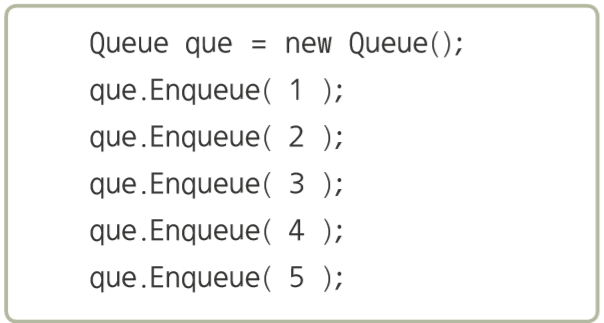 Queue que = new Queue();
que.Enqueue( 1 );
que.Enqueue( 2 );
que.Enqueue( 3 );
que.Enqueue( 4 );
que.Enqueue( 5 );